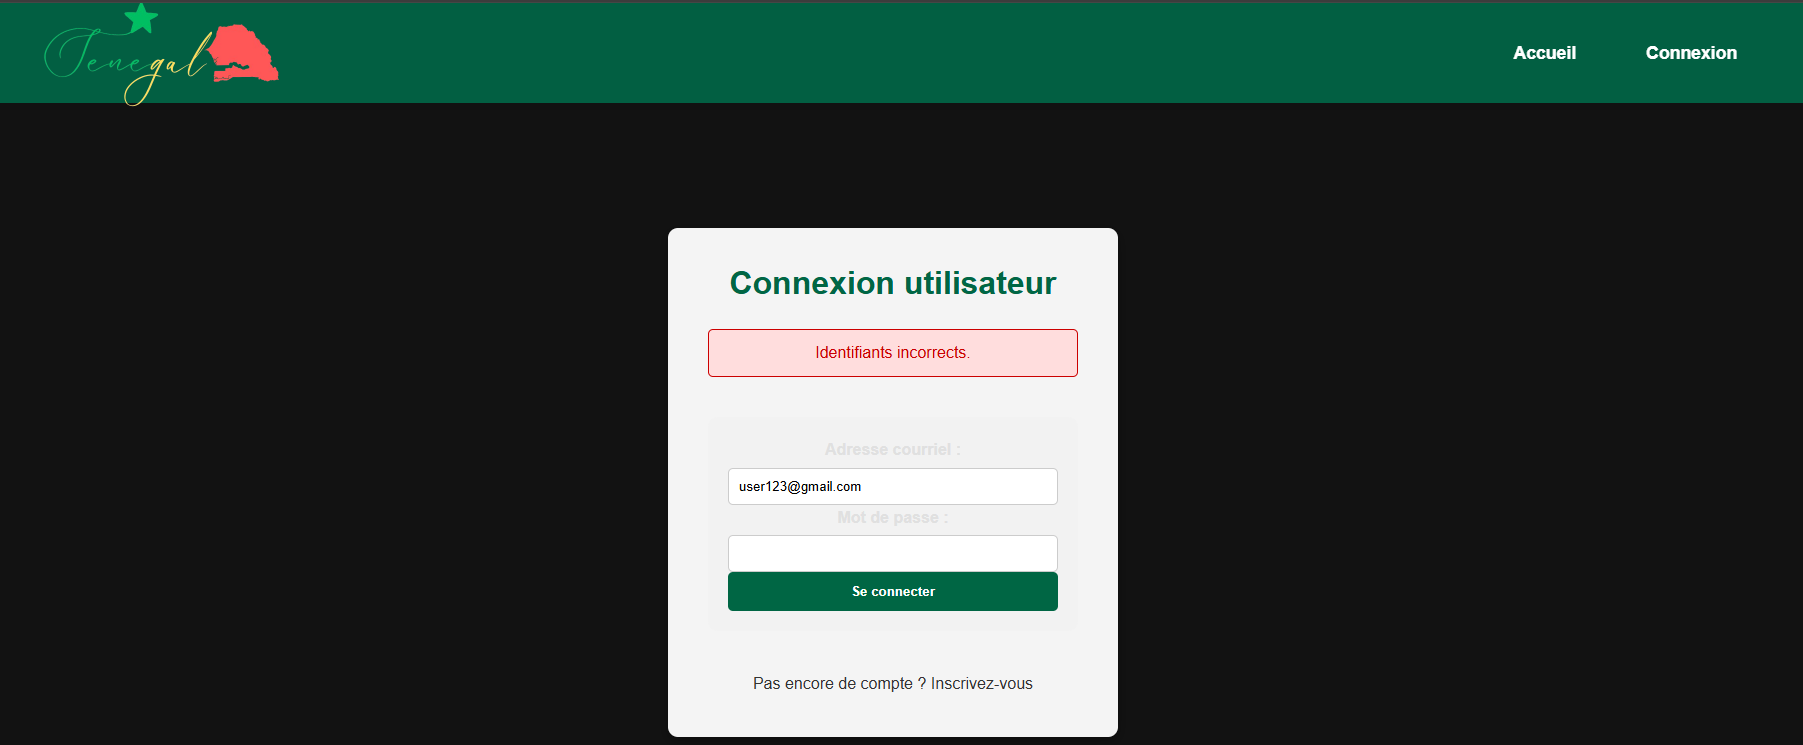 Senegal
Accueil
Connexion
Connexion utilisateur
Identifiants incorrects.
Adresse courriel :
user123@gmail.com
Mot de passe :
Se connecter
Pas encore de compte ? Inscrivez-vous